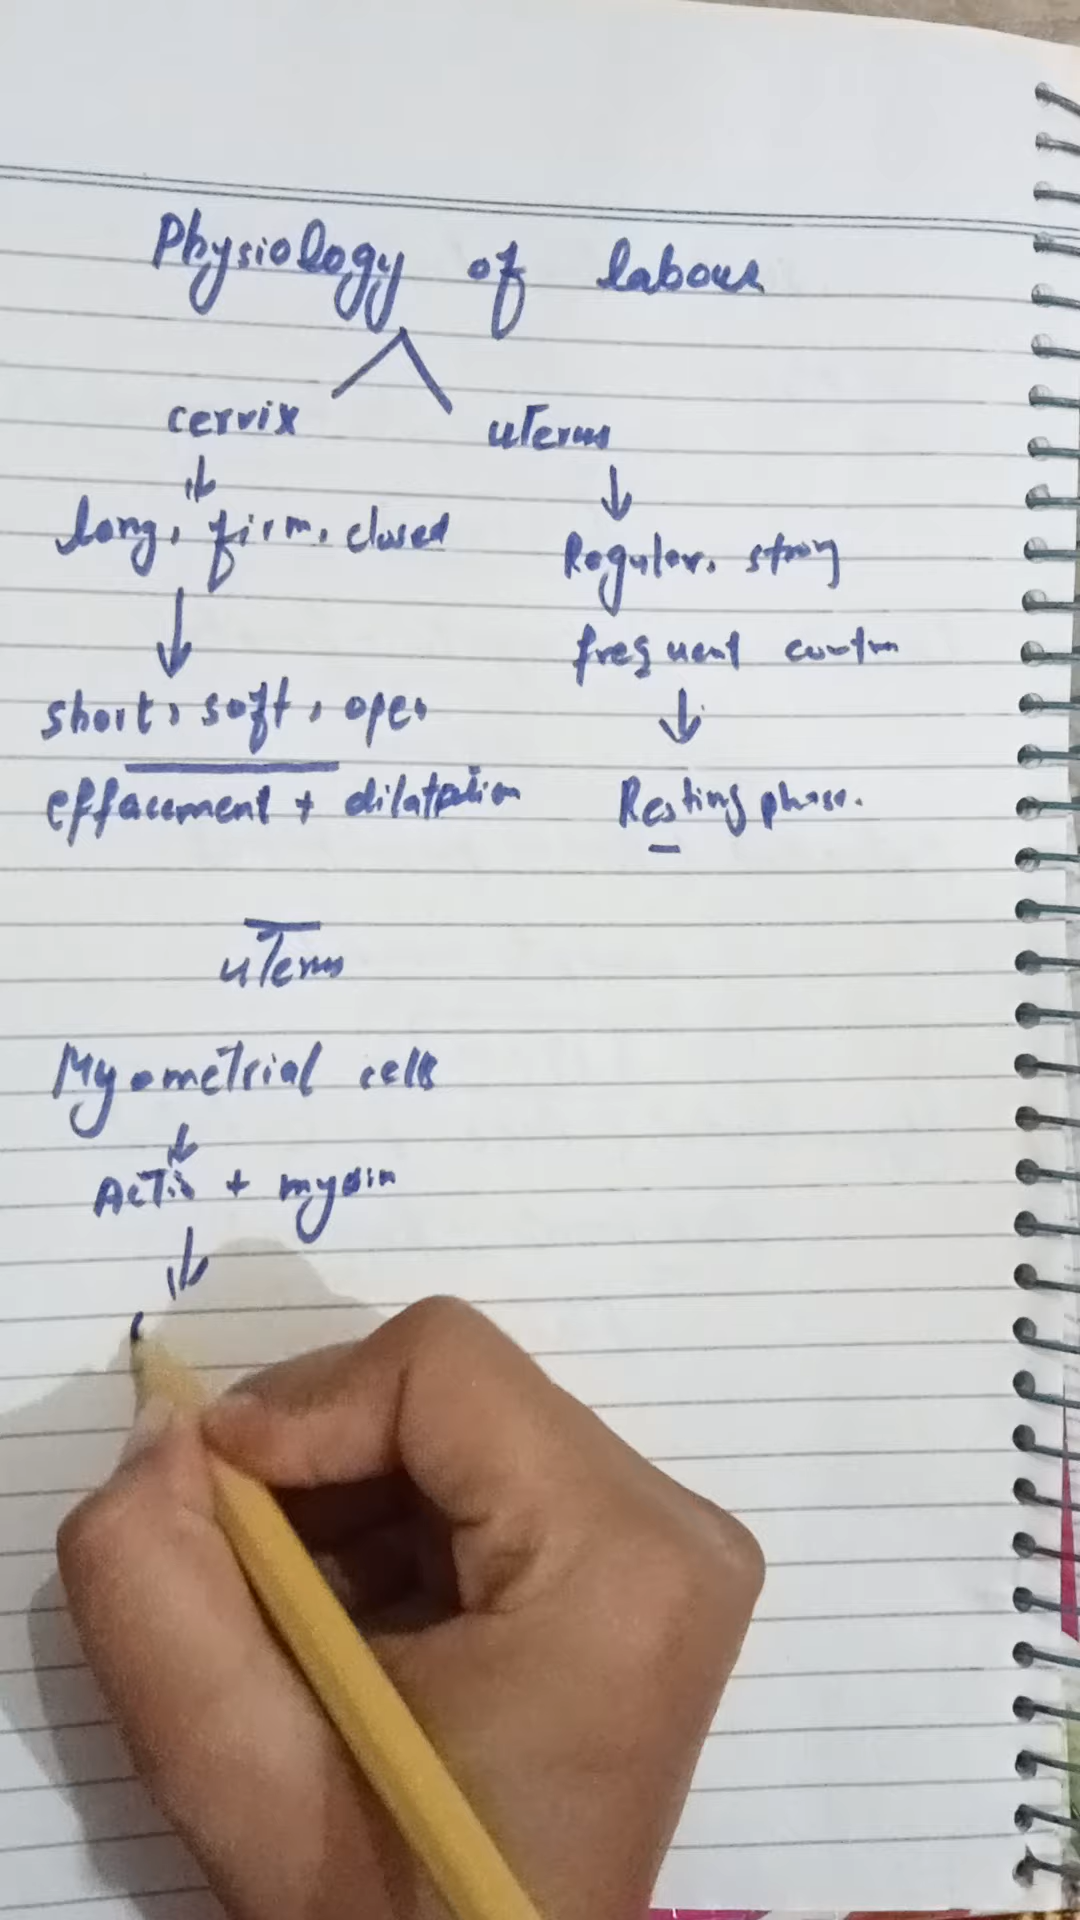 Physiology of labour
cervix
uterus
long, firm, closed
Regular, strong
frequent contrn
short, soft, open
effacement + dilatation
Resting phase.
uterus
Myometrial cells
Actin + myosin